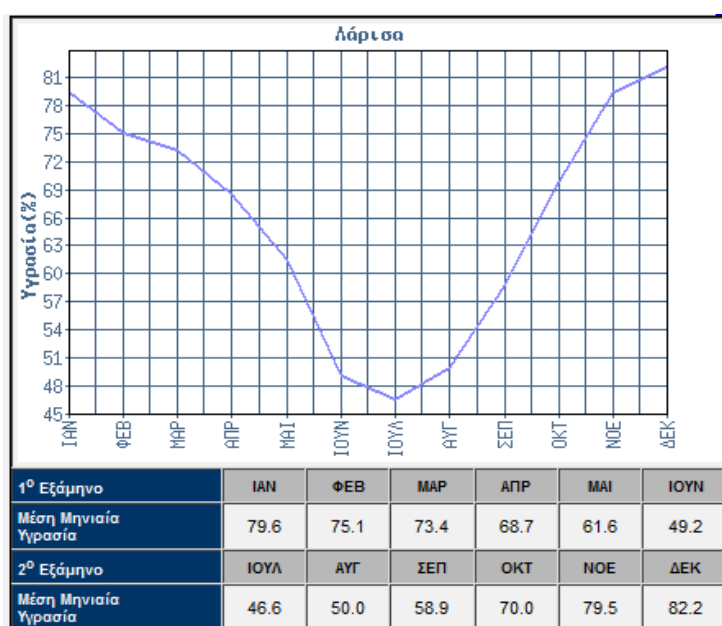 Λάρισα
Υγρασία(%)
81
78
75
72
69
66
63
60
57
54
51
48
45
ΙΑΝ ΦΕΒ ΜΑΡ ΑΠΡ ΜΑΙ ΙΟΥΝ ΙΟΥΛ ΑΥΓ ΣΕΠ ΟΚΤ ΝΟΕ ΔΕΚ
1ο Εξάμηνο ΙΑΝ ΦΕΒ ΜΑΡ ΑΠΡ ΜΑΙ ΙΟΥΝ
Μέση Μηνιαία
Υγρασία 79.6 75.1 73.4 68.7 61.6 49.2
2ο Εξάμηνο ΙΟΥΛ ΑΥΓ ΣΕΠ ΟΚΤ ΝΟΕ ΔΕΚ
Μέση Μηνιαία
Υγρασία 46.6 50.0 58.9 70.0 79.5 82.2